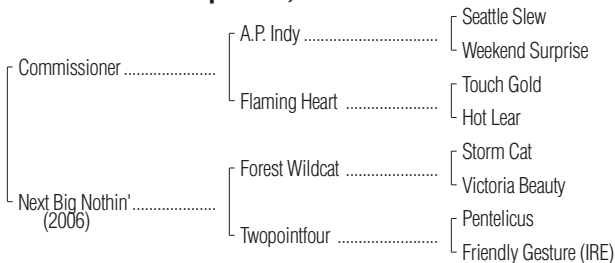 Seattle Slew
A.P. Indy ............................
Weekend Surprise
Commissioner .....................
Touch Gold
Flaming Heart ......................
Hot Lear
Storm Cat
Forest Wildcat .....................
Victoria Beauty
Next Big Nothin'...................
(2006)
Pentelicus
Twopointfour .......................
Friendly Gesture (IRE)